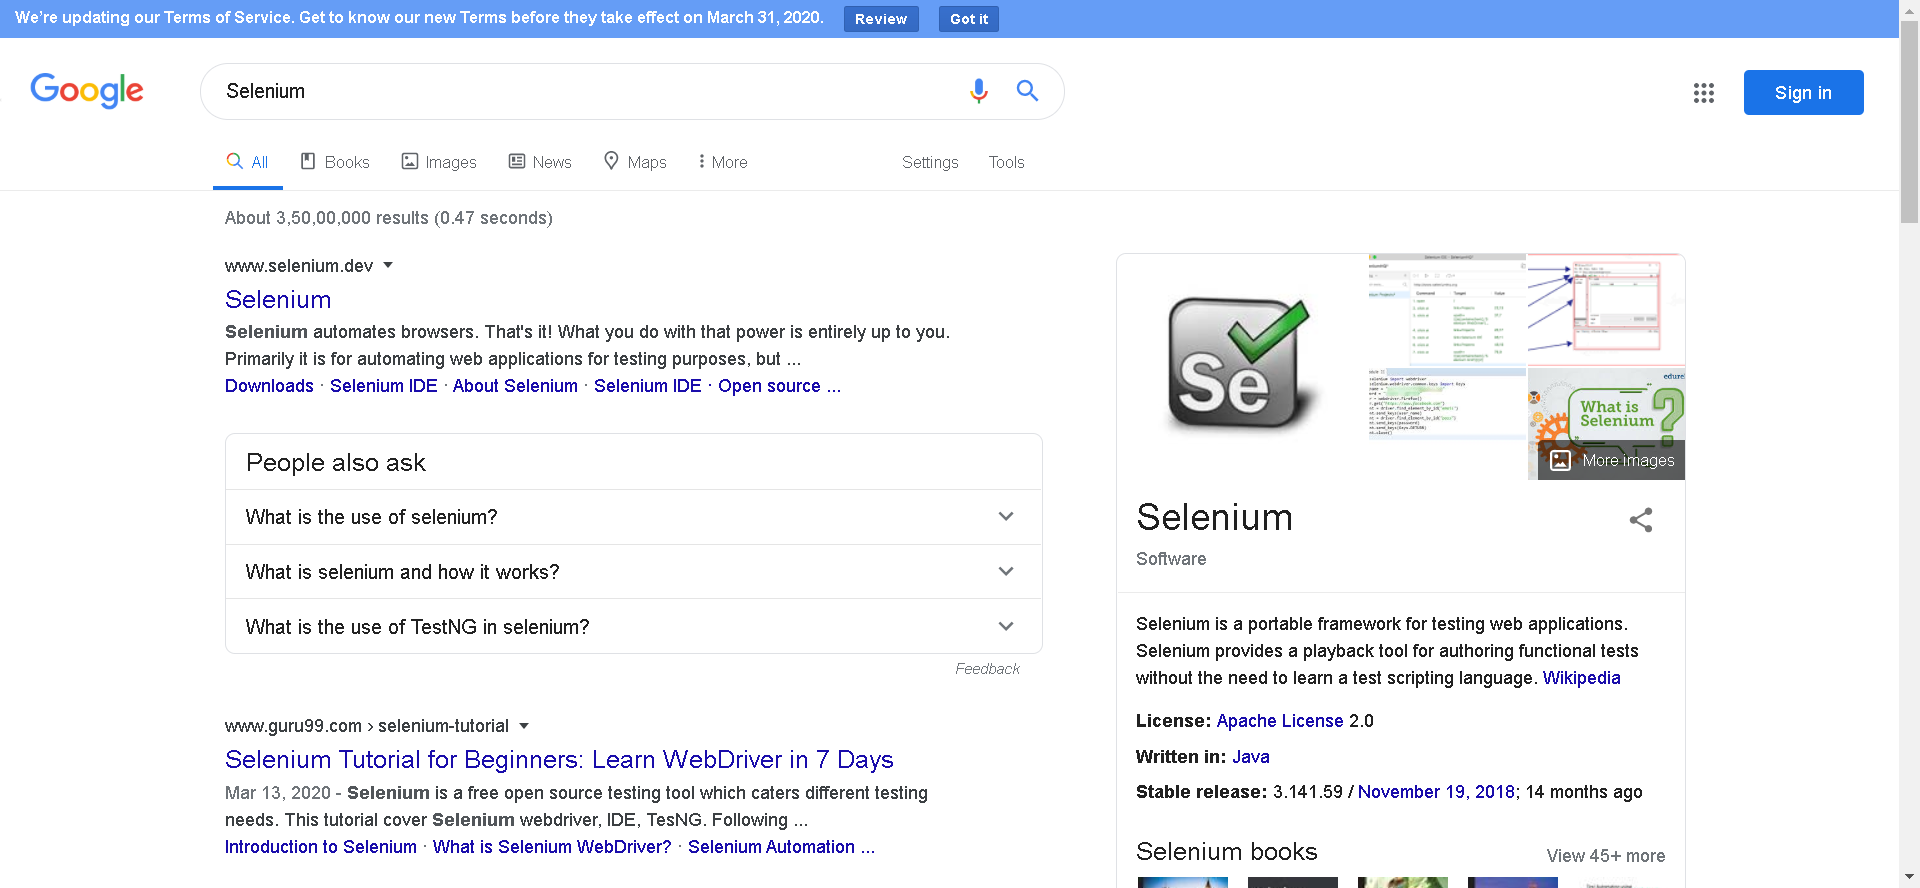 We're updating our Terms of Service. Get to know our new Terms before they take effect on March 31, 2020. Review Got it
Google
Selenium
Sign in
All Books Images News Maps More Settings Tools
About 3,50,00,000 results (0.47 seconds)
www.selenium.dev
Selenium
Selenium automates browsers. That's it! What you do with that power is entirely up to you.
Primarily it is for automating web applications for testing purposes, but ...
Downloads · Selenium IDE · About Selenium · Selenium IDE · Open source ...
People also ask
What is the use of selenium?
What is selenium and how it works?
What is the use of TestNG in selenium?
Feedback
www.guru99.com › selenium-tutorial
Selenium Tutorial for Beginners: Learn WebDriver in 7 Days
Mar 13, 2020 - Selenium is a free open source testing tool which caters different testing
needs. This tutorial cover Selenium webdriver, IDE, TesNG. Following ...
Introduction to Selenium · What is Selenium WebDriver? · Selenium Automation ...
Se
What is
Selenium
More images
Selenium
Software
Selenium is a portable framework for testing web applications.
Selenium provides a playback tool for authoring functional tests
without the need to learn a test scripting language. Wikipedia
License: Apache License 2.0
Written in: Java
Stable release: 3.141.59 / November 19, 2018; 14 months ago
Selenium books
View 45+ more